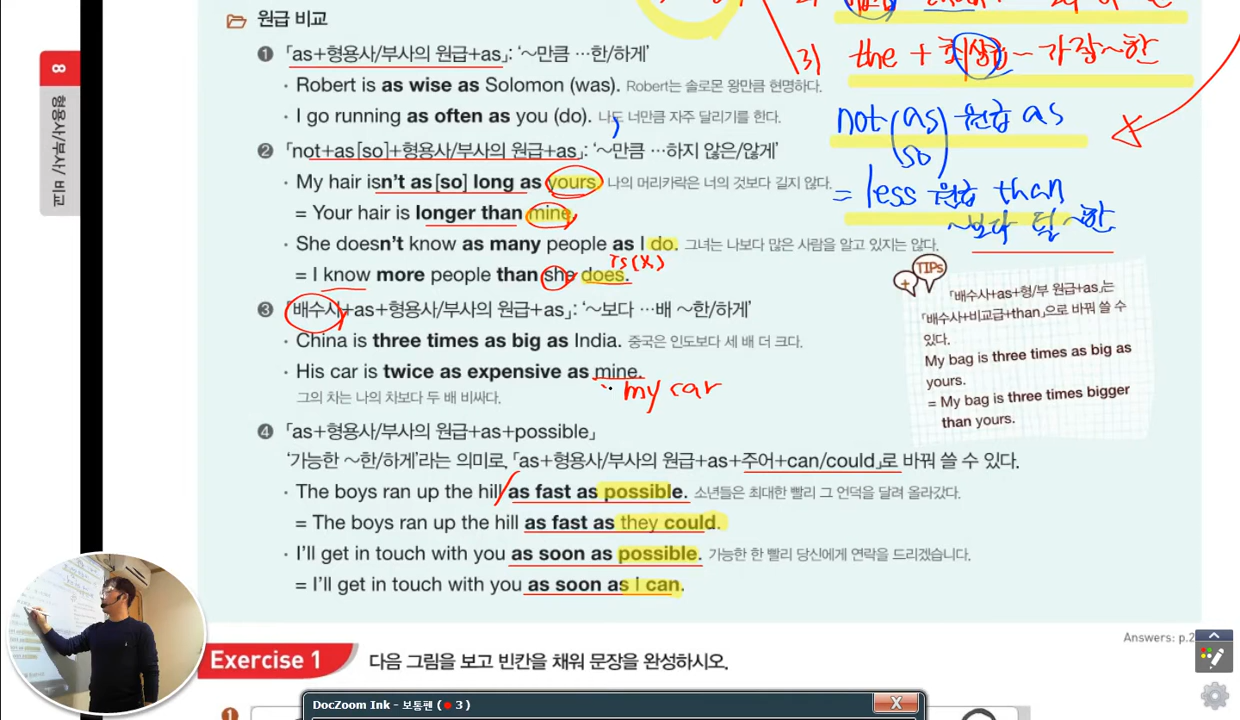 원급 비교
❶ 「as+형용사/부사의 원급+as」: ‘～만큼 …한/하게’
· Robert is as wise as Solomon (was). Robert는 솔로몬 왕만큼 현명하다.
· I go running as often as you (do). 나도 너만큼 자주 달리기를 한다.
❷ 「not+as[so]+형용사/부사의 원급+as」: ‘～만큼 …하지 않은/않게’
· My hair isn’t as[so] long as yours. 나의 머리카락은 너의 것보다 길지 않다.
= Your hair is longer than mine.
· She doesn’t know as many people as I do. 그녀는 나보다 많은 사람을 알고 있지는 않다.
is(X)
= I know more people than she does.
❸ 「배수사+as+형용사/부사의 원급+as」: ‘～보다 …배 ～한/하게’
· China is three times as big as India. 중국은 인도보다 세 배 더 크다.
· His car is twice as expensive as mine.
my car
그의 차는 나의 차보다 두 배 비싸다.
❹ 「as+형용사/부사의 원급+as+possible」
‘가능한 ～한/하게’라는 의미로, 「as+형용사/부사의 원급+as+주어+can/could」로 바꿔 쓸 수 있다.
· The boys ran up the hill as fast as possible. 소년들은 최대한 빨리 그 언덕을 달려 올라갔다.
= The boys ran up the hill as fast as they could.
· I’ll get in touch with you as soon as possible. 가능한 한 빨리 당신에게 연락을 드리겠습니다.
= I’ll get in touch with you as soon as I can.
3) the + 최상급 ~ 가장~한
not (as) 원급 as
(so)
= less 원급 than
~보다 덜 ~한
TIPs
「배수사+as+형/부 원급+as」는
「배수사+비교급+than」으로 바꿔 쓸 수
있다.
My bag is three times as big as
yours.
= My bag is three times bigger
than yours.
8
형용사/부사/비교
Answers: p.2
Exercise 1 다음 그림을 보고 빈칸을 채워 문장을 완성하시오.
DocZoom Ink - 보통펜 ( 3 )
X
1